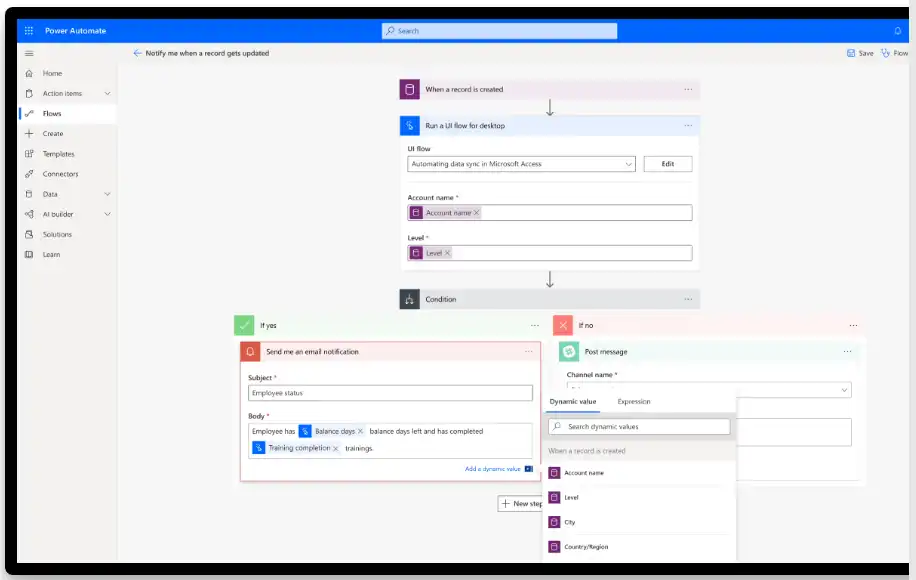 Power Automate
Search
Notify me when a record gets updated
Save
Flow
Home
Action items
Flows
Create
Templates
Connectors
Data
AI builder
Solutions
Learn
When a record is created
Run a UI flow for desktop
UI flow
Automating data sync in Microsoft Access
Edit
Account name *
Account name
Level *
Level
Condition
If yes
Send me an email notification
Subject *
Employee status
Body *
Employee has Balance days balance days left and has completed
Training completion trainings
Add a dynamic value
If no
Post message
Channel name *
Dynamic value
Expression
Search dynamic values
When a record is created
Account name
Level
City
Country/Region
New step